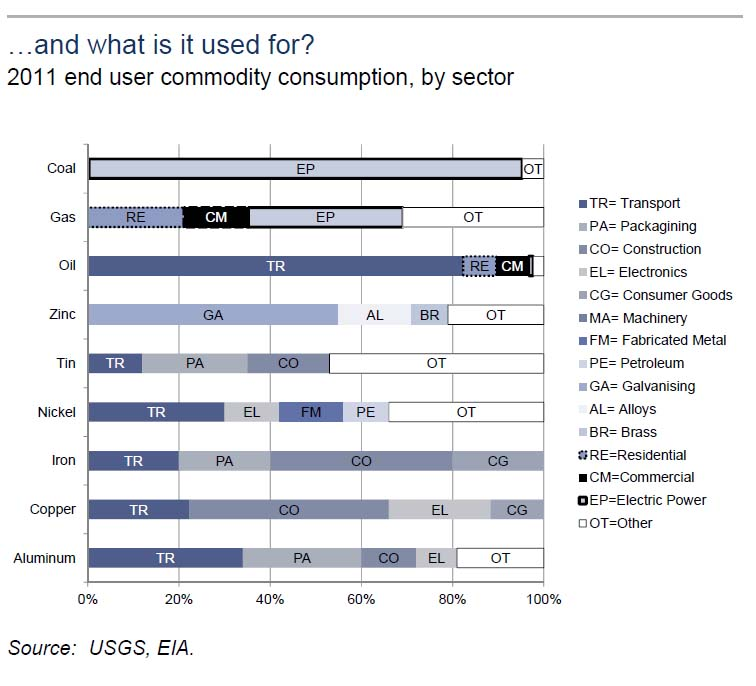 …and what is it used for?
2011 end user commodity consumption, by sector
Coal EP OT
Gas RE CM EP OT
Oil TR RE CM
Zinc GA AL BR OT
Tin TR PA CO OT
Nickel TR EL FM PE OT
Iron TR PA CO CG
Copper TR CO EL CG
Aluminum TR PA CO EL OT
0% 20% 40% 60% 80% 100%
TR= Transport
PA= Packagining
CO= Construction
EL= Electronics
CG= Consumer Goods
MA= Machinery
FM= Fabricated Metal
PE= Petroleum
GA= Galvanising
AL= Alloys
BR= Brass
RE=Residential
CM=Commercial
EP=Electric Power
OT=Other
Source: USGS, EIA.